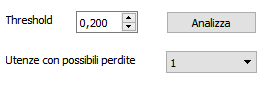 Threshold 0,200 Analizza
Utenze con possibili perdite 1